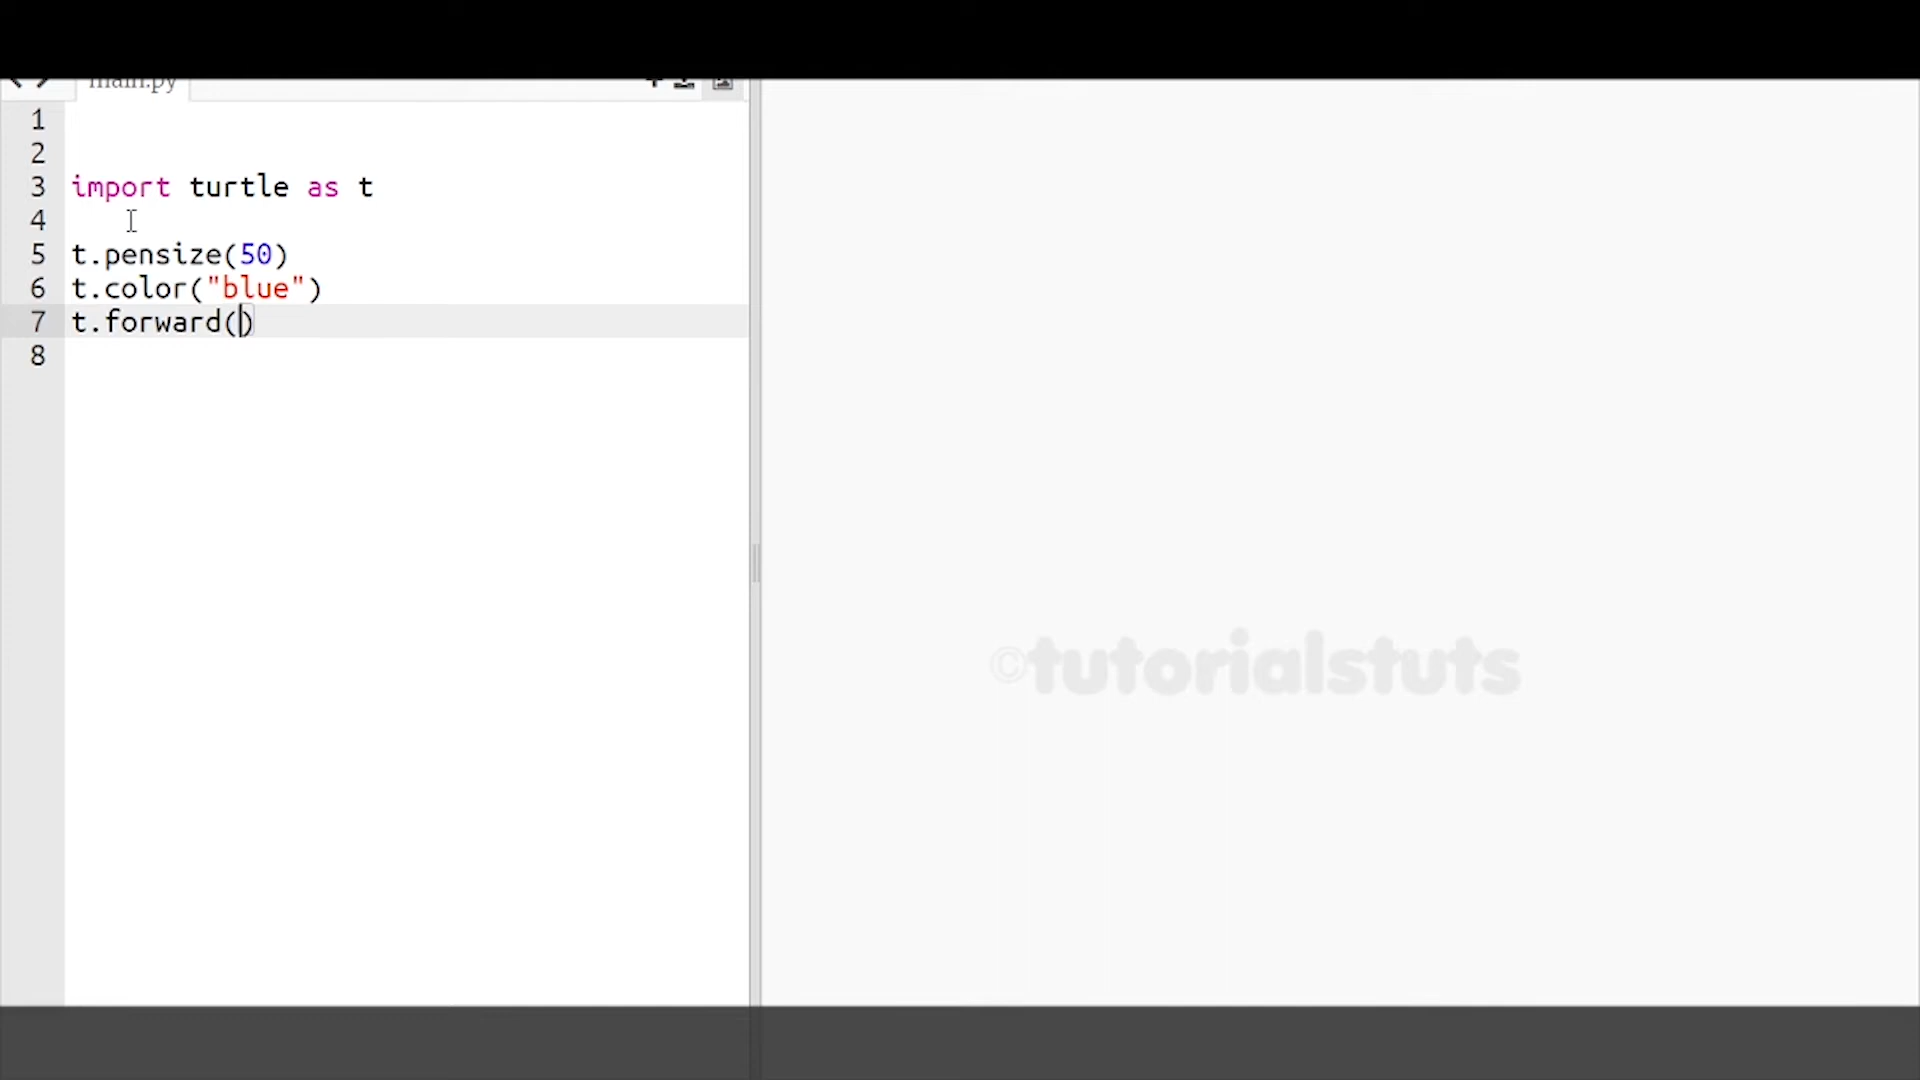 main.py
1
2
3 import turtle as t
4
5 t.pensize(50)
6 t.color("blue")
7 t.forward()
8
©tutorialstuts